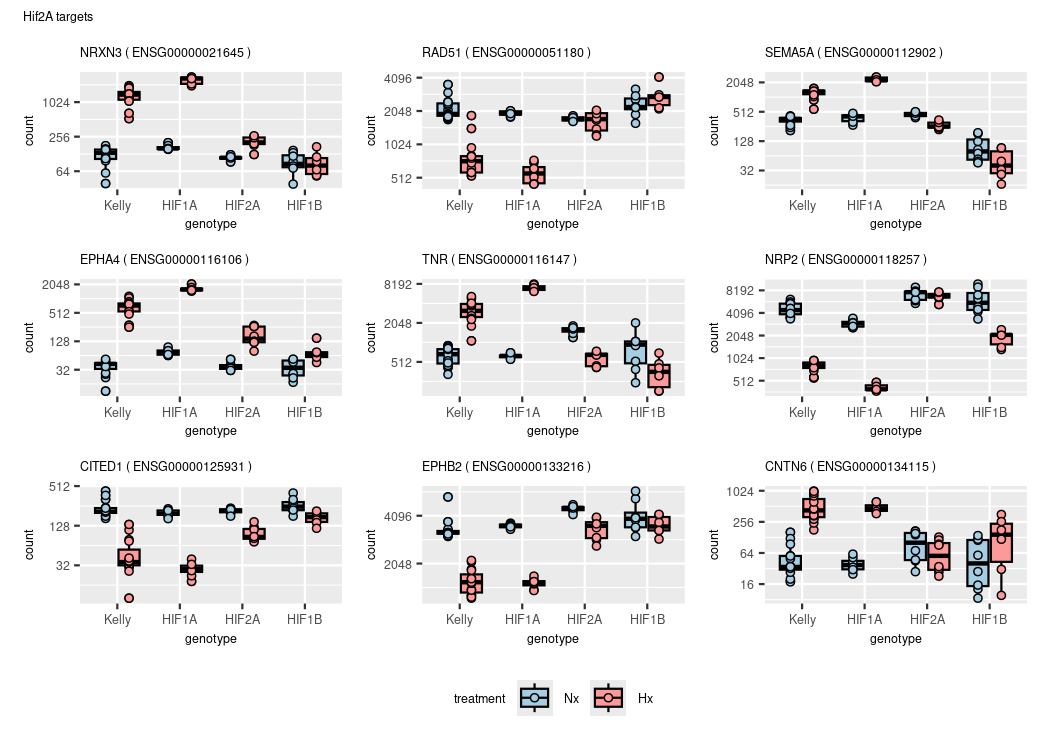 Hif2A targets
NRXN3 ( ENSG00000021645 )
RAD51 ( ENSG00000051180 )
SEMA5A ( ENSG00000112902 )
count
1024
256
64
Kelly HIF1A HIF2A HIF1B
genotype
count
4096
2048
1024
512
Kelly HIF1A HIF2A HIF1B
genotype
count
2048
512
128
32
Kelly HIF1A HIF2A HIF1B
genotype
EPHA4 ( ENSG00000116106 )
TNR ( ENSG00000116147 )
NRP2 ( ENSG00000118257 )
count
2048
512
128
32
Kelly HIF1A HIF2A HIF1B
genotype
count
8192
2048
512
Kelly HIF1A HIF2A HIF1B
genotype
count
8192
4096
2048
1024
512
Kelly HIF1A HIF2A HIF1B
genotype
CITED1 ( ENSG00000125931 )
EPHB2 ( ENSG00000133216 )
CNTN6 ( ENSG00000134115 )
count
512
128
32
Kelly HIF1A HIF2A HIF1B
genotype
count
4096
2048
Kelly HIF1A HIF2A HIF1B
genotype
count
1024
256
64
16
Kelly HIF1A HIF2A HIF1B
genotype
treatment Nx Hx